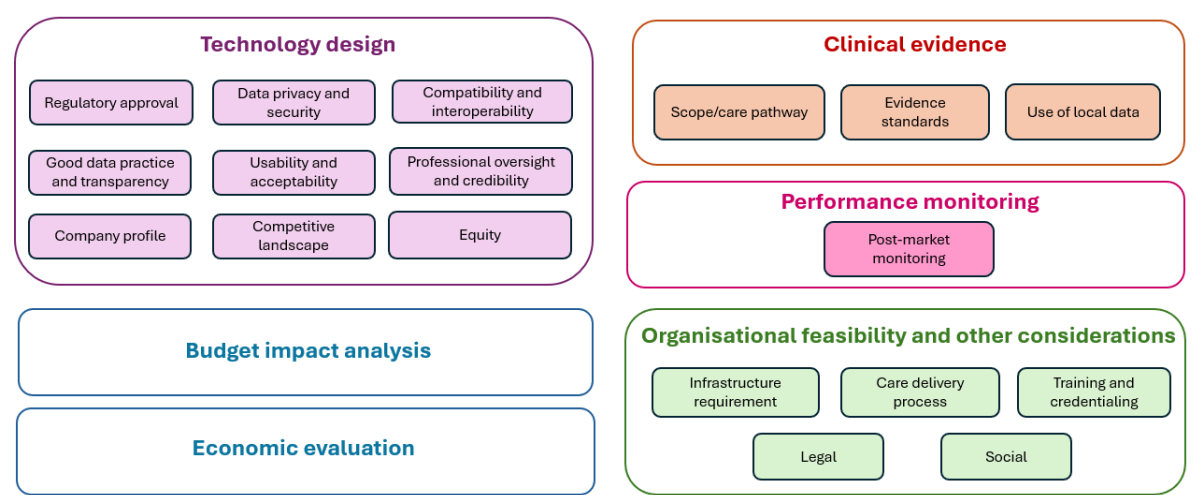 Technology design
Regulatory approval
Data privacy and
security
Compatibility and
interoperability
Good data practice
and transparency
Usability and
acceptability
Professional oversight
and credibility
Company profile
Competitive
landscape
Equity
Budget impact analysis
Economic evaluation
Clinical evidence
Scope/care pathway
Evidence
standards
Use of local data
Performance monitoring
Post-market
monitoring
Organisational feasibility and other considerations
Infrastructure
requirement
Care delivery
process
Training and
credentialing
Legal
Social